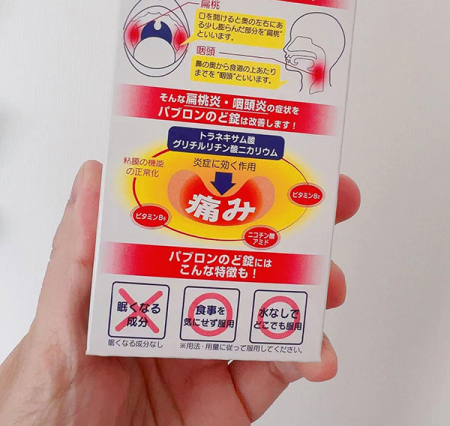 扁桃
口を開けると奥の左右にあ
る少し膨らんだ部分を"扁桃"
といいます。
咽頭
鼻の奥から食道の上あたり
までを"咽頭"といいます。
そんな扁桃炎・咽頭炎の症状を
パブロンのど錠は改善します!
トラネキサム酸
グリチルリチン酸ニカリウム
炎症に効く作用
粘膜の機能
の正常化
痛み
ビタミンB₂
ビタミンB₆
ニコチン酸
アミド
パブロンのど錠には
こんな特徴も!
眠くなる
成分
食事を
気にせず服用
水なしで
どこでも服用
眠くなる成分なし
※用法・用量に従って服用してください。